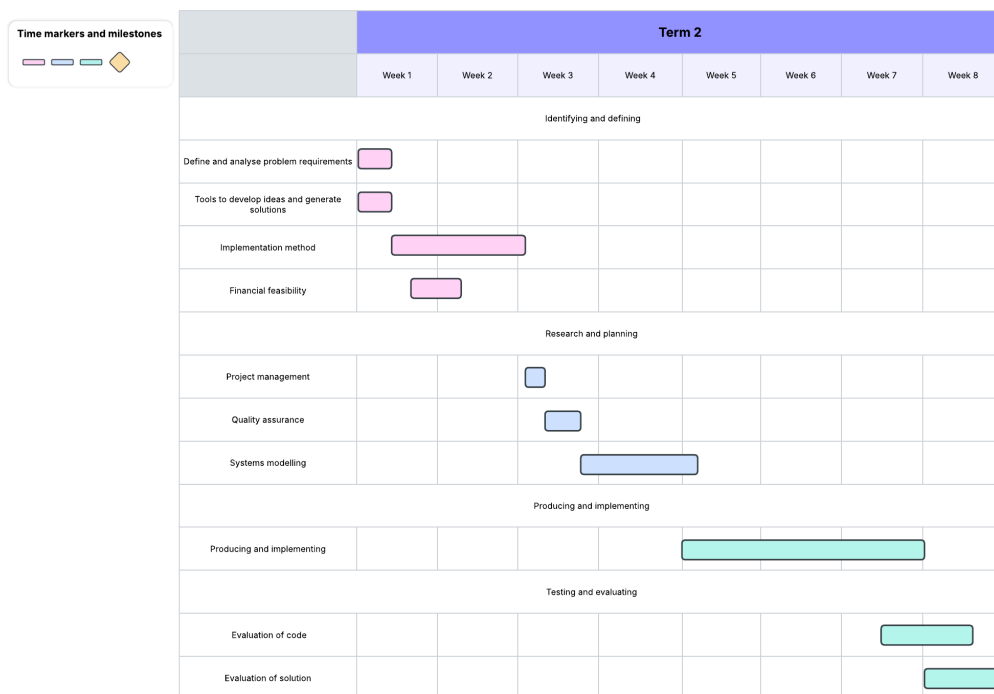 Time markers and milestones
Term 2
Week 1
Week 2
Week 3
Week 4
Week 5
Week 6
Week 7
Week 8
Identifying and defining
Define and analyse problem requirements
Tools to develop ideas and generate
solutions
Implementation method
Financial feasibility
Research and planning
Project management
Quality assurance
Systems modelling
Producing and implementing
Producing and implementing
Testing and evaluating
Evaluation of code
Evaluation of solution